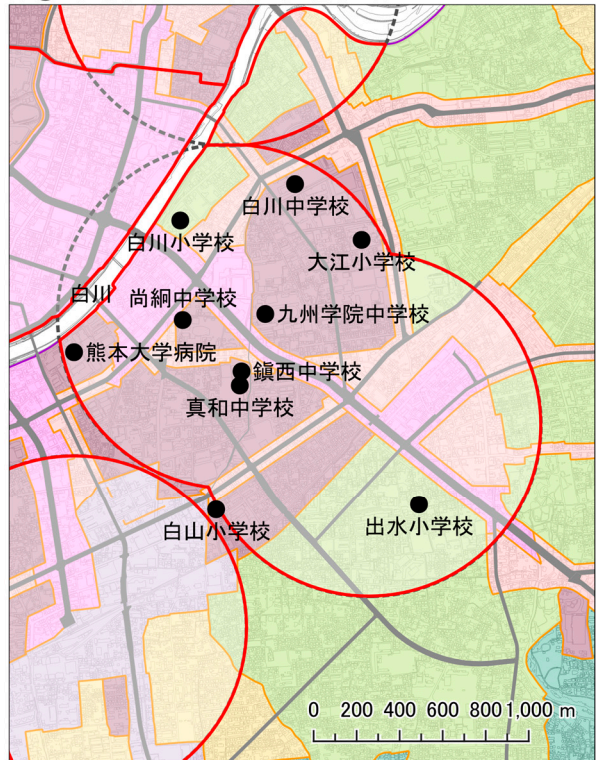 白川中学校
白川小学校
大江小学校
白川
尚絅中学校
九州学院中学校
熊本大学病院
鎮西中学校
真和中学校
白山小学校
出水小学校
0 200 400 600 800 1,000 m